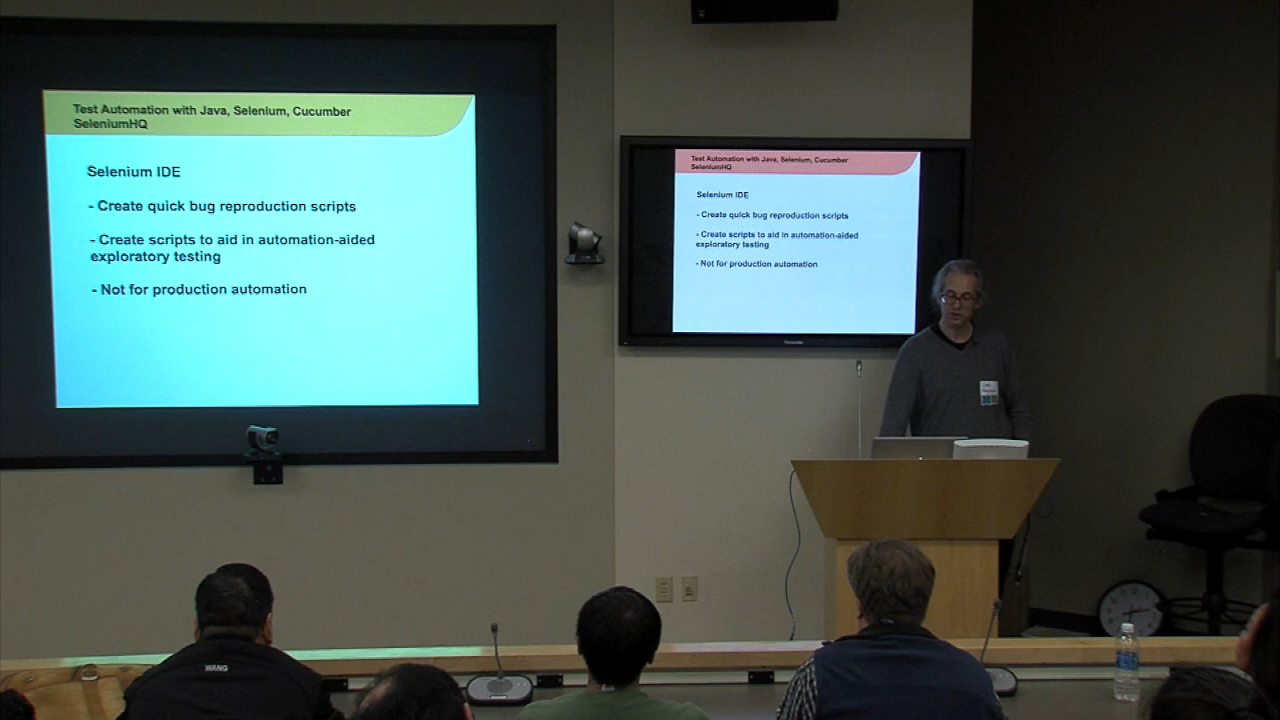 Test Automation with Java, Selenium, Cucumber
SeleniumHQ
Selenium IDE
- Create quick bug reproduction scripts
- Create scripts to aid in automation-aided
exploratory testing
- Not for production automation
Test Automation with Java, Selenium, Cucumber
SeleniumHQ
Selenium IDE
- Create quick bug reproduction scripts
- Create scripts to aid in automation-aided
exploratory testing
- Not for production automation
Panasonic
WANG